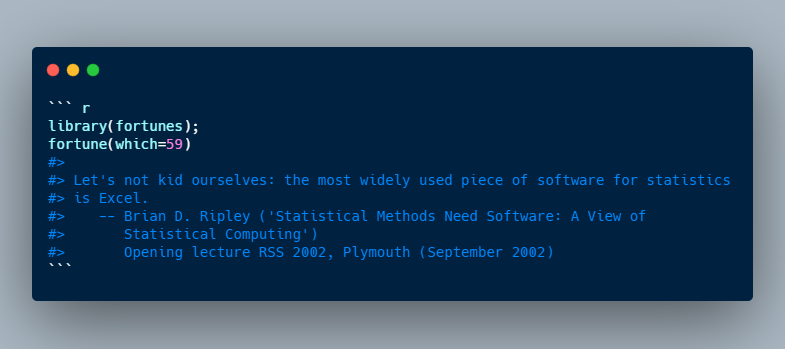 ``` r
library(fortunes);
fortune(which=59)
#>
#> Let's not kid ourselves: the most widely used piece of software for statistics
#> is Excel.
#>    -- Brian D. Ripley ('Statistical Methods Need Software: A View of
#>       Statistical Computing')
#>       Opening lecture RSS 2002, Plymouth (September 2002)
```